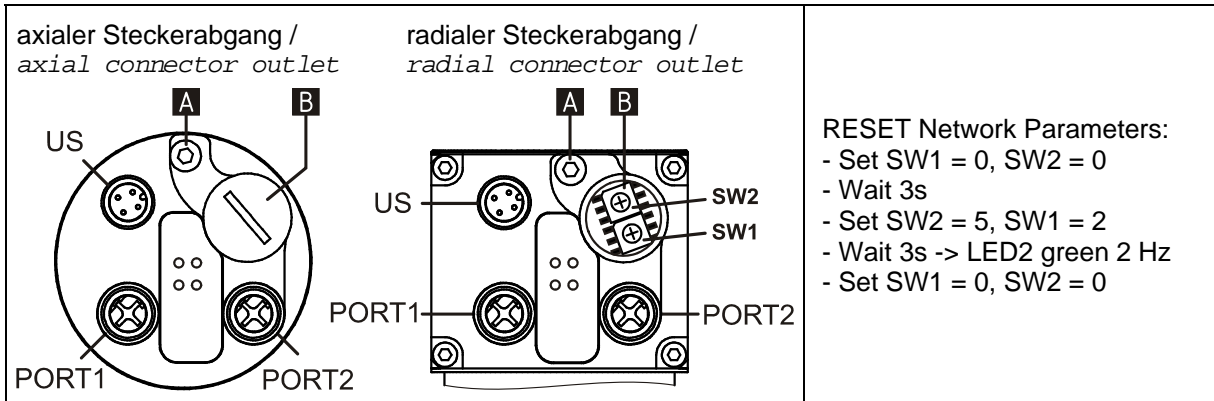 axialer Steckerabgang /
axial connector outlet
A
B
US
PORT1
PORT2
radialer Steckerabgang /
radial connector outlet
A
B
US
SW2
SW1
PORT1
PORT2
RESET Network Parameters:
- Set SW1 = 0, SW2 = 0
- Wait 3s
- Set SW2 = 5, SW1 = 2
- Wait 3s -> LED2 green 2 Hz
- Set SW1 = 0, SW2 = 0